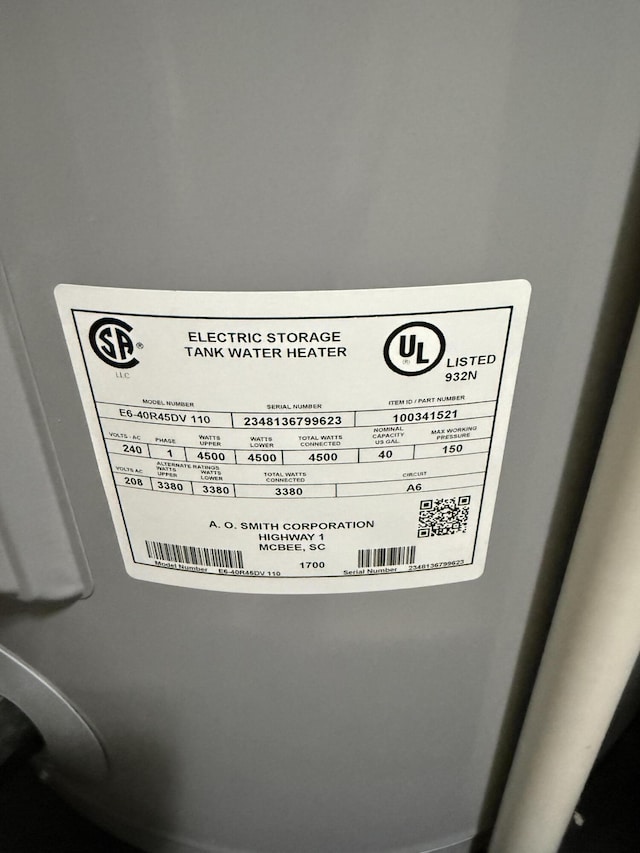 SA ®
LLC
ELECTRIC STORAGE
TANK WATER HEATER
UL
(R)
LISTED
932N
MODEL NUMBER SERIAL NUMBER ITEM ID / PART NUMBER
E6-40R45DV 110 2348136799623 100341521
VOLTS - AC PHASE WATTS UPPER WATTS LOWER TOTAL WATTS CONNECTED NOMINAL CAPACITY US GAL. MAX WORKING PRESSURE
240 1 4500 4500 4500 40 150
ALTERNATE RATINGS
VOLTS AC WATTS UPPER WATTS LOWER TOTAL WATTS CONNECTED CIRCUIT
208 3380 3380 3380 A6
A. O. SMITH CORPORATION
HIGHWAY 1
MCBEE, SC
Model Number E6-40R45DV 110 1700 Serial Number 2348136799623